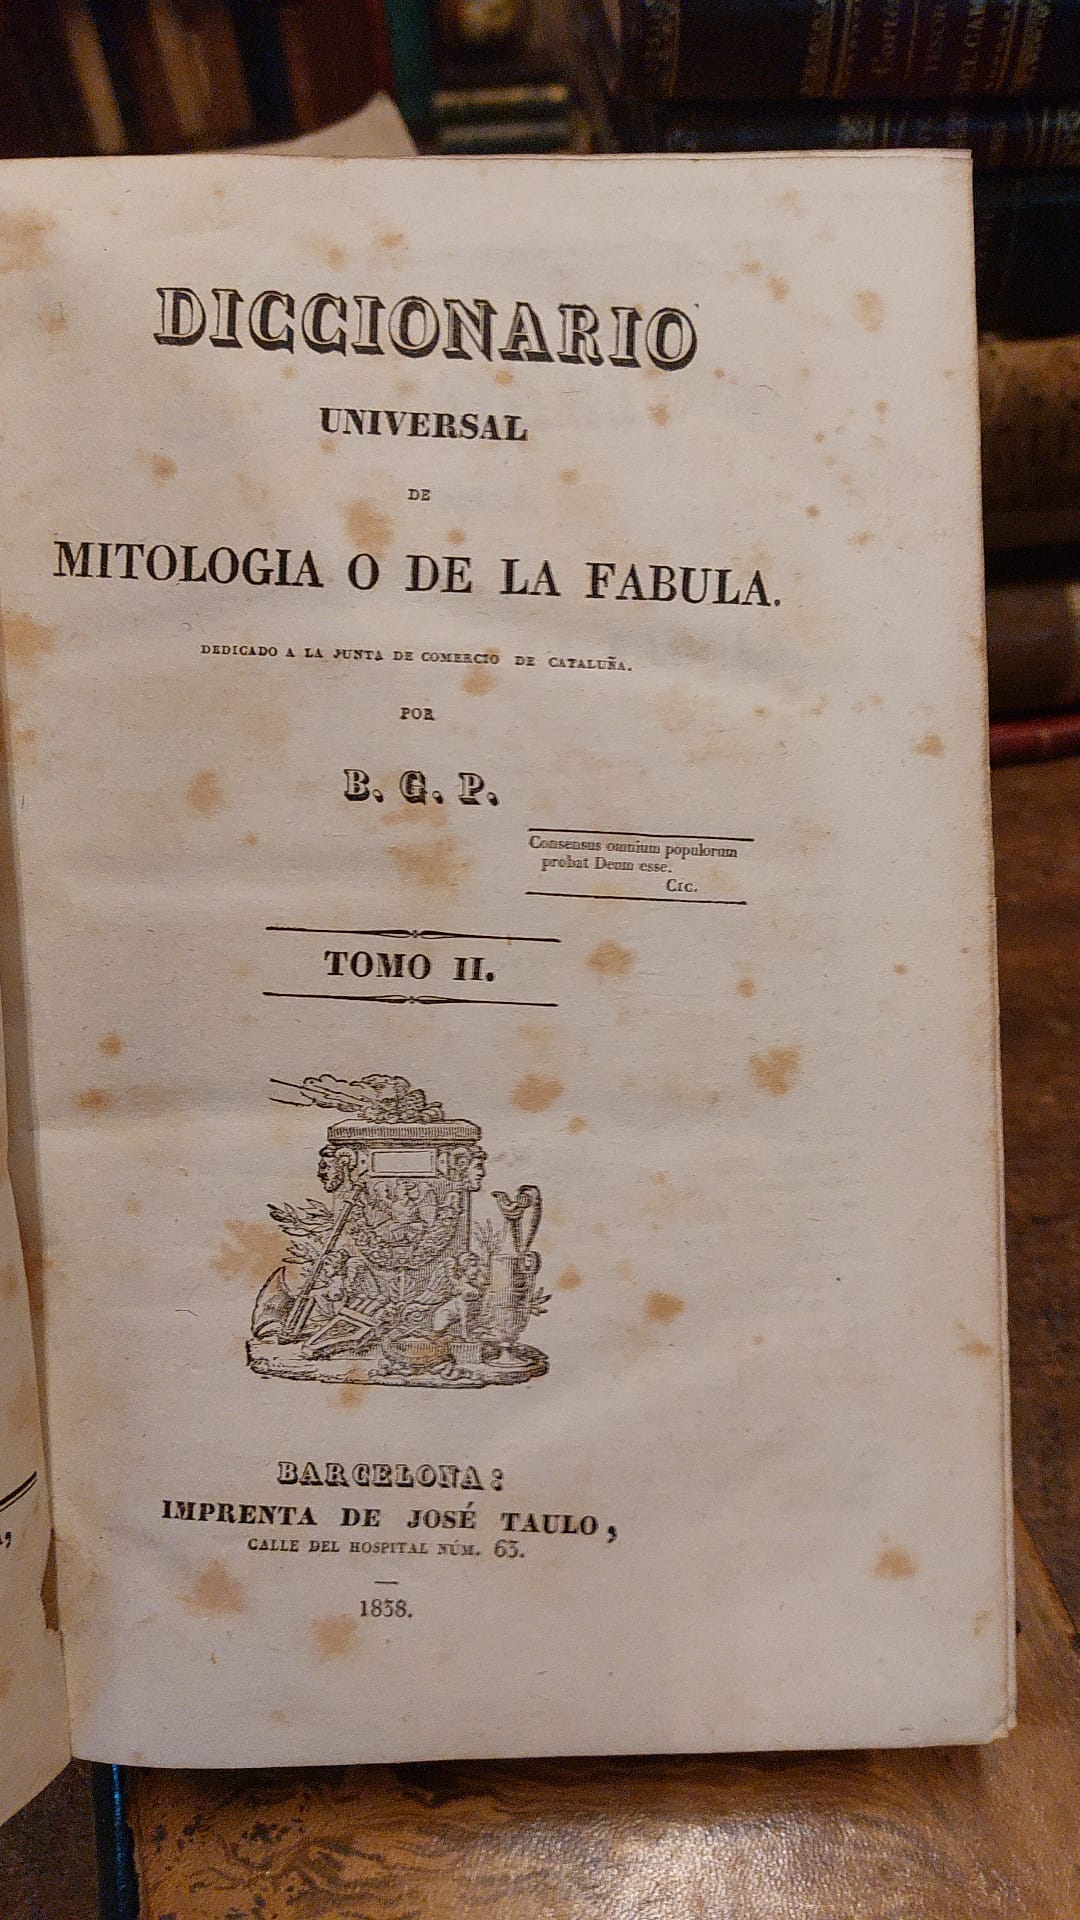 DICCIONARIO
UNIVERSAL
DE
MITOLOGIA O DE LA FABULA.
DEDICADO A LA JUNTA DE COMERCIO DE CATALUÑA.
POR
B. G. P.
Consensus omnium populorum
probat Deum esse.
CIC.
TOMO II.
BARCELONA:
IMPRENTA DE JOSÉ TAULO,
CALLE DEL HOSPITAL NÚM. 63.
1838.